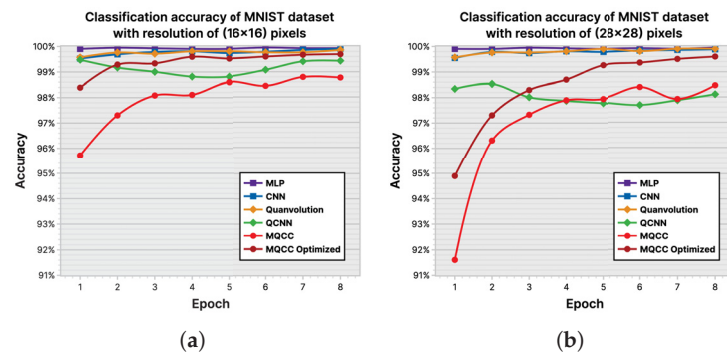 Classification accuracy of MNIST dataset
with resolution of (16×16) pixels
100%
99%
98%
97%
96%
95%
94%
93%
92%
91%
Accuracy
MLP
CNN
Quanvolution
QCNN
MQCC
MQCC Optimized
1 2 3 4 5 6 7 8
Epoch
(a)
Classification accuracy of MNIST dataset
with resolution of (28×28) pixels
100%
99%
98%
97%
96%
95%
94%
93%
92%
91%
Accuracy
MLP
CNN
Quanvolution
QCNN
MQCC
MQCC Optimized
1 2 3 4 5 6 7 8
Epoch
(b)